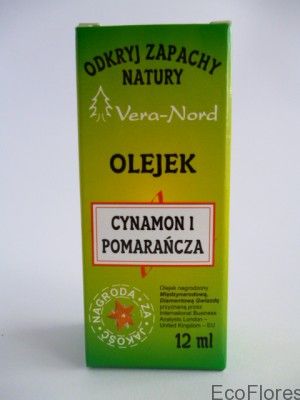 ODKRYJ ZAPACHY
NATURY
Vera-Nord
OLEJEK
CYNAMON I
POMARAŃCZA
NAGRODA ZA JAKOŚĆ
Olejek nagrodzony
Międzynarodową,
Diamentową Gwiazdą
przyznaną przez
International Business
Analysts London –
United Kingdom – EU
12 ml
EcoFlores